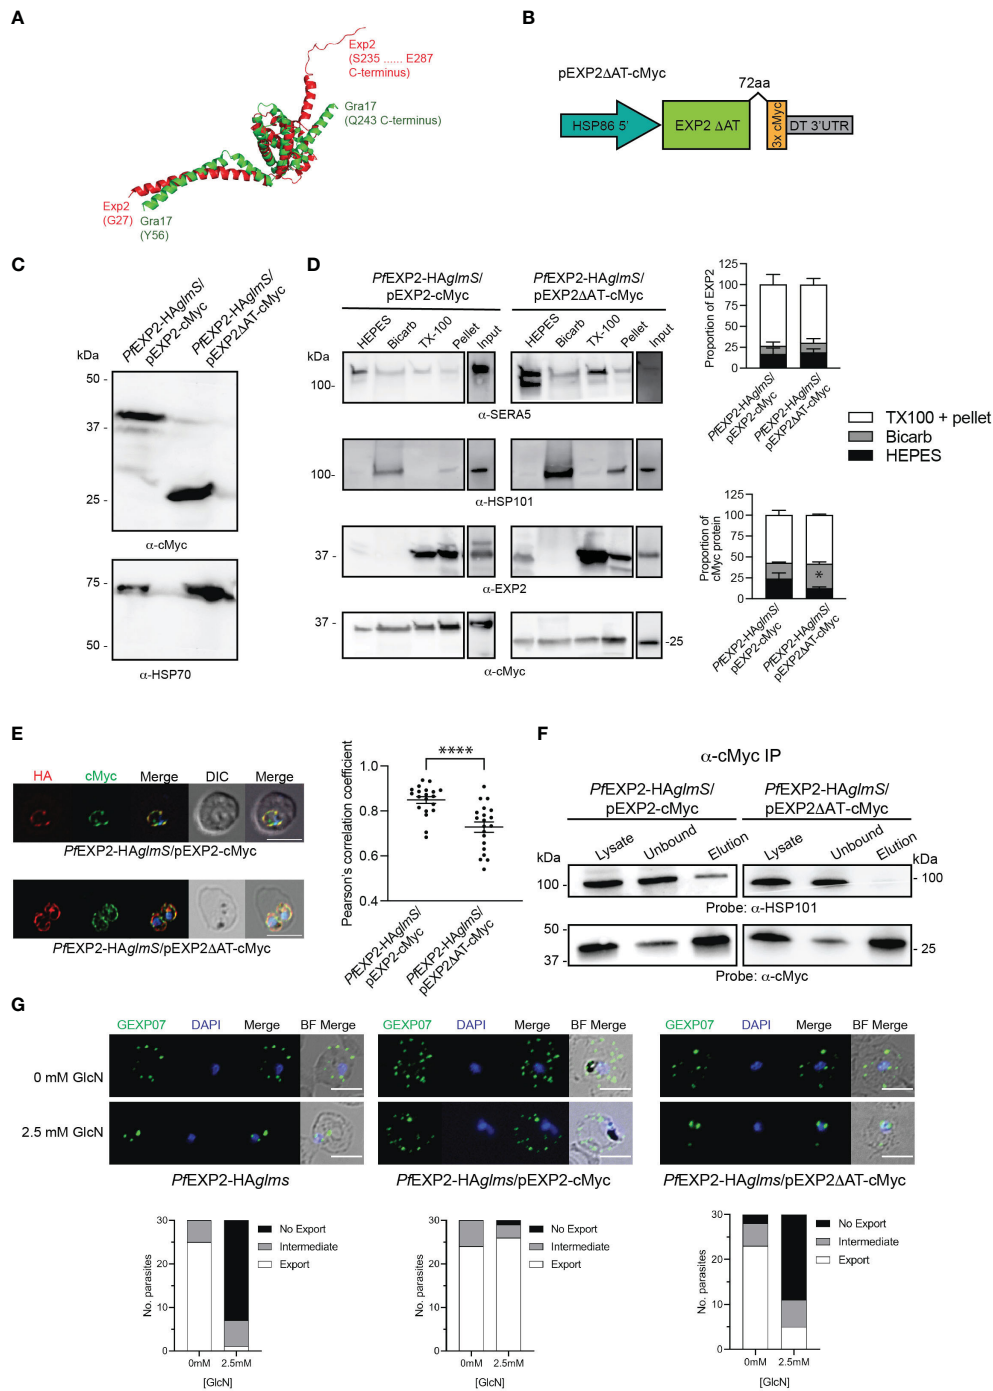 A
Exp2
(S235 ...... E287
C-terminus)
Gra17
(Q243 C-terminus)
Exp2
(G27)
Gra17
(Y56)
B
pEXP2ΔAT-cMyc
72aa
HSP86 5'
EXP2 ΔAT
3x cMyc
DT 3'UTR
C
PfEXP2-HAglmS/
pEXP2-cMyc
PfEXP2-HAglmS/
pEXP2ΔAT-cMyc
kDa
50 -
37 -
25 -
α-cMyc
75 -
50 -
α-HSP70
D
PfEXP2-HAglmS/
pEXP2-cMyc
PfEXP2-HAglmS/
pEXP2ΔAT-cMyc
HEPES
Bicarb
TX-100
Pellet
Input
HEPES
Bicarb
TX-100
Pellet
Input
kDa
100-
α-SERA5
100-
α-HSP101
37 -
α-EXP2
37 -
-25
α-cMyc
Proportion of EXP2
125
100
75
50
25
0
PfEXP2-HAglmS/
pEXP2-cMyc
PfEXP2-HAglmS/
pEXP2ΔAT-cMyc
TX100 + pellet
Bicarb
HEPES
Proportion of
cMyc protein
125
100
75
50
25
0
*
PfEXP2-HAglmS/
pEXP2-cMyc
PfEXP2-HAglmS/
pEXP2ΔAT-cMyc
E
HA
cMyc
Merge
DIC
Merge
PfEXP2-HAglmS/pEXP2-cMyc
PfEXP2-HAglmS/pEXP2ΔAT-cMyc
Pearson's correlation coefficient
1.0
0.8
0.6
0.4
****
PfEXP2-HAglmS/
pEXP2-cMyc
PfEXP2-HAglmS/
pEXP2ΔAT-cMyc
F
α-cMyc IP
PfEXP2-HAglmS/
pEXP2-cMyc
PfEXP2-HAglmS/
pEXP2ΔAT-cMyc
Lysate
Unbound
Elution
Lysate
Unbound
Elution
kDa
kDa
100 -
- 100
Probe: α-HSP101
50 -
37 -
- 25
Probe: α-cMyc
G
GEXP07
DAPI
Merge
BF Merge
GEXP07
DAPI
Merge
BF Merge
GEXP07
DAPI
Merge
BF Merge
0 mM GlcN
2.5 mM GlcN
PfEXP2-HAglms
PfEXP2-HAglms/pEXP2-cMyc
PfEXP2-HAglms/pEXP2ΔAT-cMyc
No. parasites
30
20
10
0
0mM
2.5mM
[GlcN]
No Export
Intermediate
Export
No. parasites
30
20
10
0
0mM
2.5mM
[GlcN]
No Export
Intermediate
Export
No. parasites
30
20
10
0
0mM
2.5mM
[GlcN]
No Export
Intermediate
Export